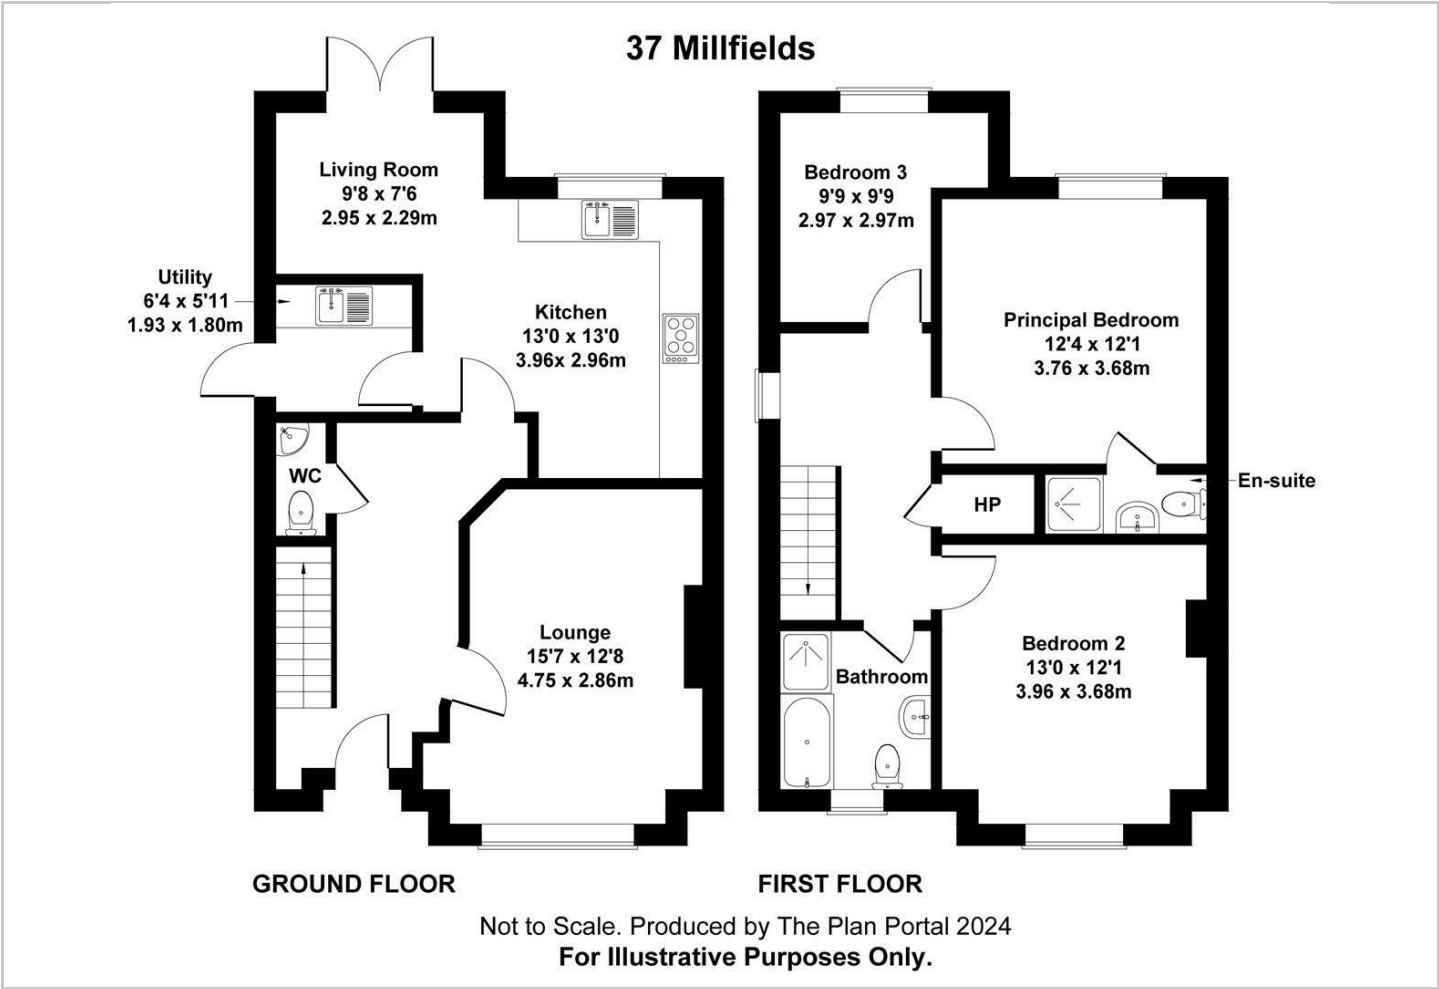 37 Millfields
Living Room
9'8 x 7'6
2.95 x 2.29m
Utility
6'4 x 5'11
1.93 x 1.80m
Kitchen
13'0 x 13'0
3.96x 2.96m
WC
Lounge
15'7 x 12'8
4.75 x 2.86m
GROUND FLOOR
Bedroom 3
9'9 x 9'9
2.97 x 2.97m
Principal Bedroom
12'4 x 12'1
3.76 x 3.68m
En-suite
HP
Bedroom 2
13'0 x 12'1
3.96 x 3.68m
Bathroom
FIRST FLOOR
Not to Scale. Produced by The Plan Portal 2024
For Illustrative Purposes Only.